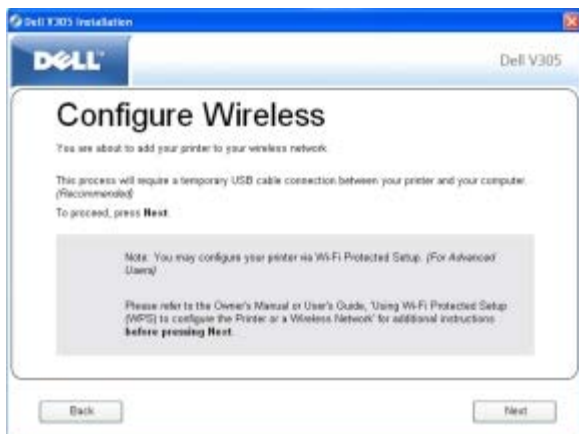 Dell V305 Installation
DELL™
Dell V305
Configure Wireless
You are about to add your printer to your wireless network.
This process will require a temporary USB cable connection between your printer and your computer.
(Recommended)
To proceed, press Next.
Note: You may configure your printer via Wi-Fi Protected Setup. (For Advanced
Users)
Please refer to the Owner's Manual or User's Guide, 'Using Wi-Fi Protected Setup
(WPS) to configure the Printer or a Wireless Network' for additional instructions
before pressing Next.
Back
Next